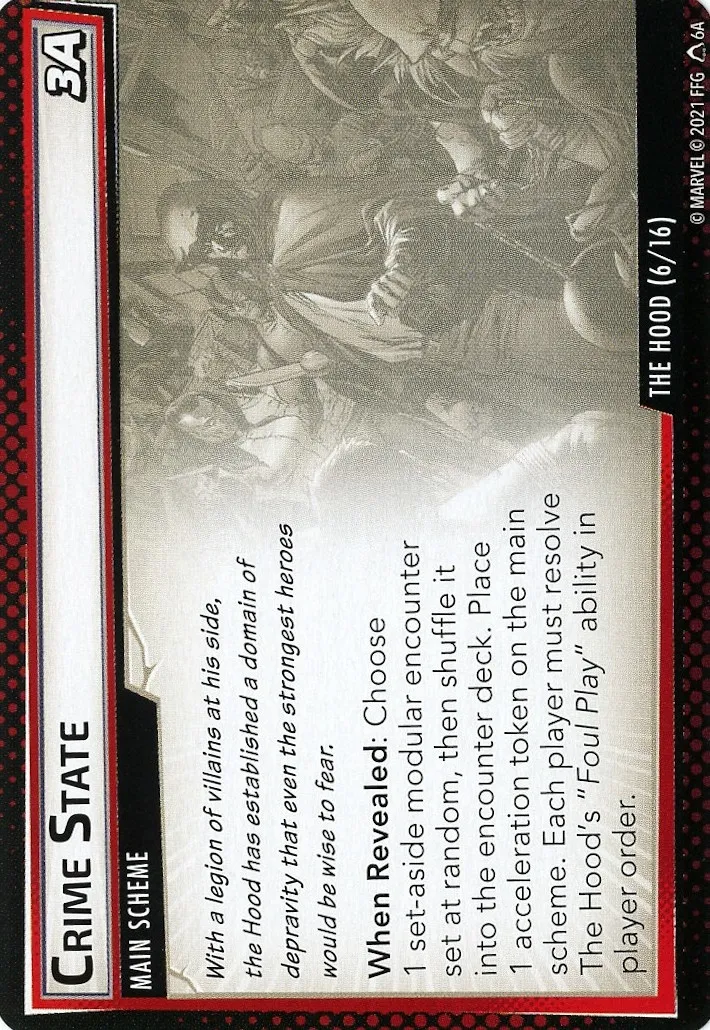 CRIME STATE
3A
MAIN SCHEME
With a legion of villains at his side,
the Hood has established a domain of
depravity that even the strongest heroes
would be wise to fear.
When Revealed: Choose
1 set-aside modular encounter
set at random, then shuffle it
into the encounter deck. Place
1 acceleration token on the main
scheme. Each player must resolve
The Hood's "Foul Play" ability in
player order.
THE HOOD (6/16)
© MARVEL © 2021 FFG 6A